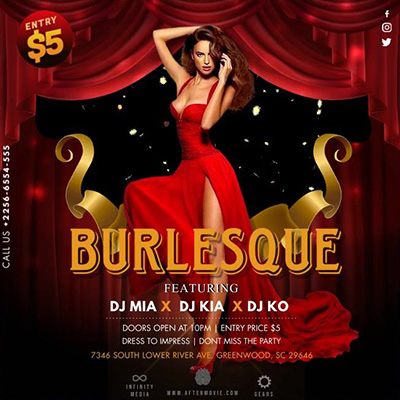 ENTRY
$5
CALL US +2256-6554-555
BURLESQUE
FEATURING
DJ MIA X DJ KIA X DJ KO
DOORS OPEN AT 10PM | ENTRY PRICE $5
DRESS TO IMPRESS | DONT MISS THE PARTY
7346 SOUTH LOWER RIVER AVE. GREENWOOD, SC 29646
INFINITY
MEDIA
WWW.AFTERMOVIE.COM
GEARS